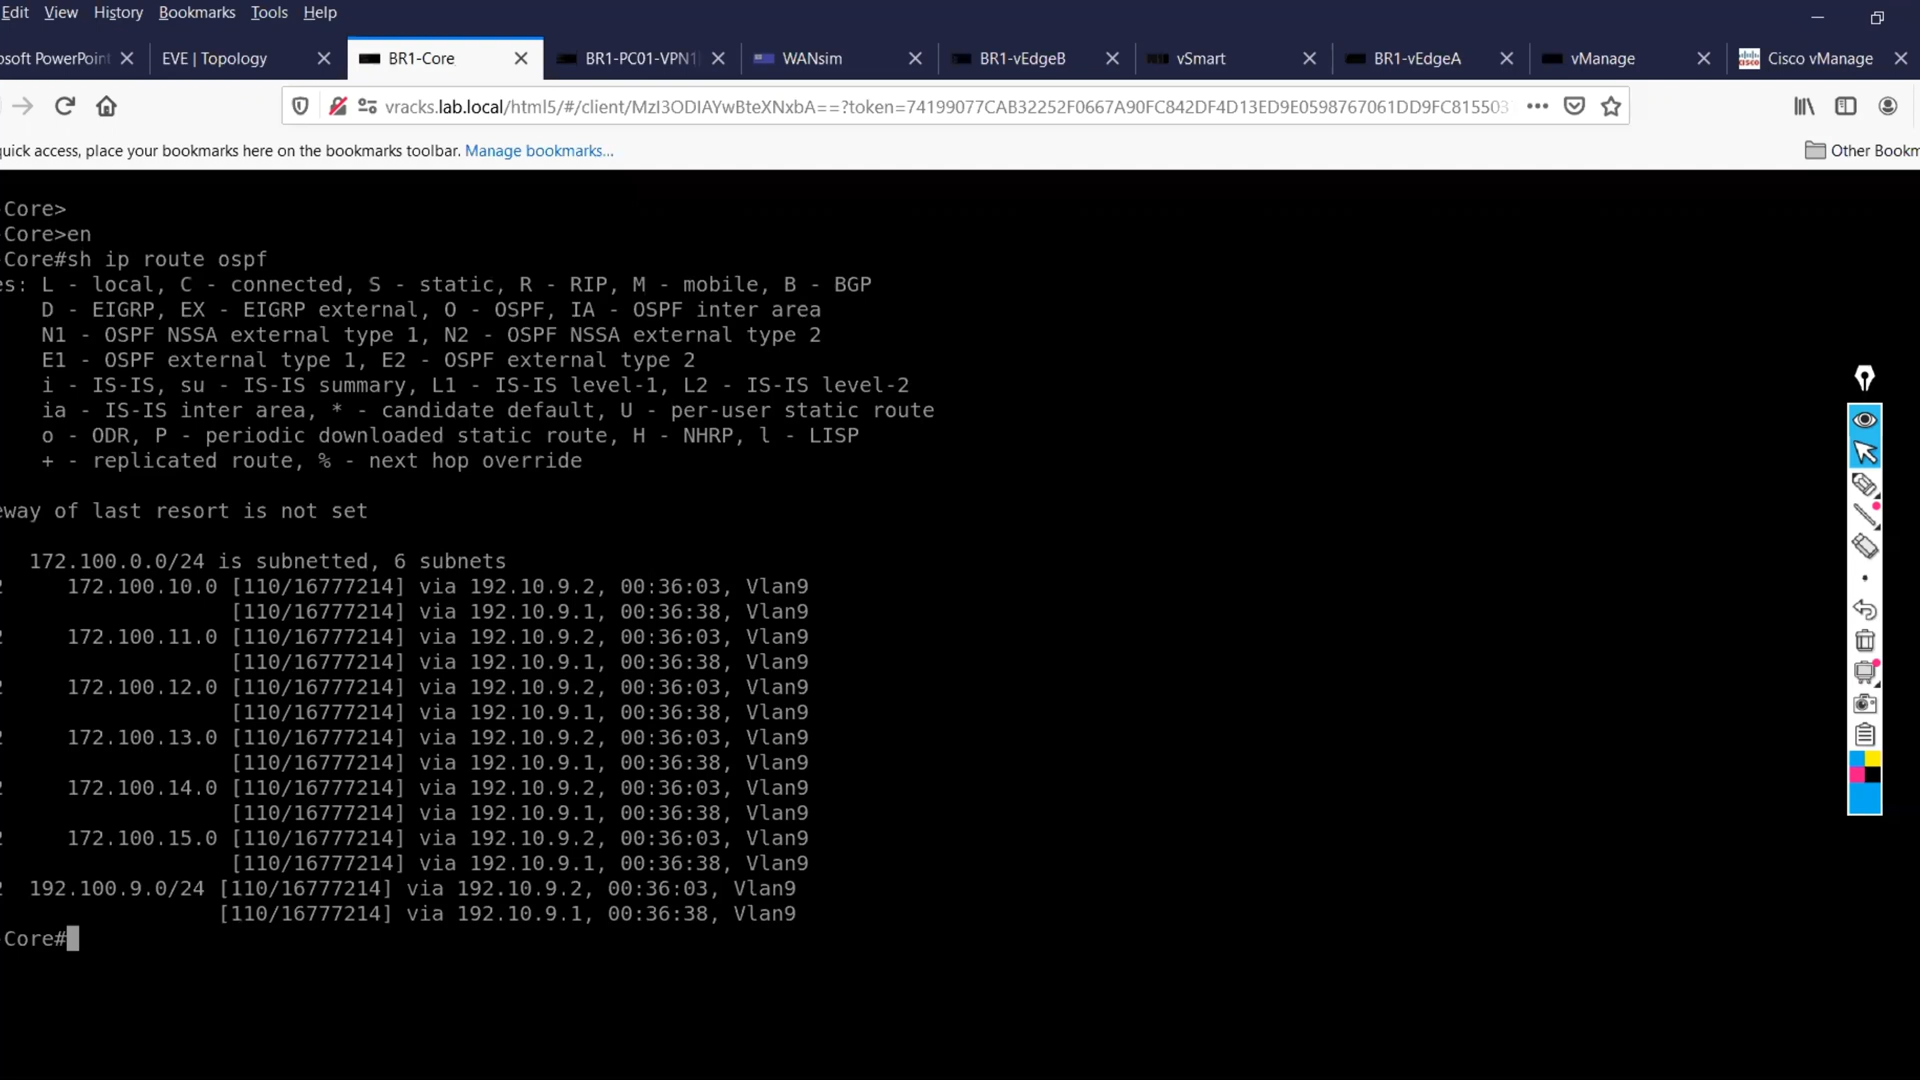 Edit View History Bookmarks Tools Help
osoft PowerPoint EVE | Topology BR1-Core BR1-PC01-VPN1 WANsim BR1-vEdgeB vSmart BR1-vEdgeA vManage Cisco vManage
vracks.lab.local/html5/#/client/MzI3ODIAYwBteXNxbA==?token=74199077CAB32252F0667A90FC842DF4D13ED9E0598767061DD9FC815503
quick access, place your bookmarks here on the bookmarks toolbar. Manage bookmarks... Other Bookm
-Core>
-Core>en
-Core#sh ip route ospf
es: L - local, C - connected, S - static, R - RIP, M - mobile, B - BGP
D - EIGRP, EX - EIGRP external, O - OSPF, IA - OSPF inter area
N1 - OSPF NSSA external type 1, N2 - OSPF NSSA external type 2
E1 - OSPF external type 1, E2 - OSPF external type 2
i - IS-IS, su - IS-IS summary, L1 - IS-IS level-1, L2 - IS-IS level-2
ia - IS-IS inter area, * - candidate default, U - per-user static route
o - ODR, P - periodic downloaded static route, H - NHRP, l - LISP
+ - replicated route, % - next hop override
eway of last resort is not set
172.100.0.0/24 is subnetted, 6 subnets
2 172.100.10.0 [110/16777214] via 192.10.9.2, 00:36:03, Vlan9
[110/16777214] via 192.10.9.1, 00:36:38, Vlan9
2 172.100.11.0 [110/16777214] via 192.10.9.2, 00:36:03, Vlan9
[110/16777214] via 192.10.9.1, 00:36:38, Vlan9
2 172.100.12.0 [110/16777214] via 192.10.9.2, 00:36:03, Vlan9
[110/16777214] via 192.10.9.1, 00:36:38, Vlan9
2 172.100.13.0 [110/16777214] via 192.10.9.2, 00:36:03, Vlan9
[110/16777214] via 192.10.9.1, 00:36:38, Vlan9
2 172.100.14.0 [110/16777214] via 192.10.9.2, 00:36:03, Vlan9
[110/16777214] via 192.10.9.1, 00:36:38, Vlan9
2 172.100.15.0 [110/16777214] via 192.10.9.2, 00:36:03, Vlan9
[110/16777214] via 192.10.9.1, 00:36:38, Vlan9
2 192.100.9.0/24 [110/16777214] via 192.10.9.2, 00:36:03, Vlan9
[110/16777214] via 192.10.9.1, 00:36:38, Vlan9
-Core#